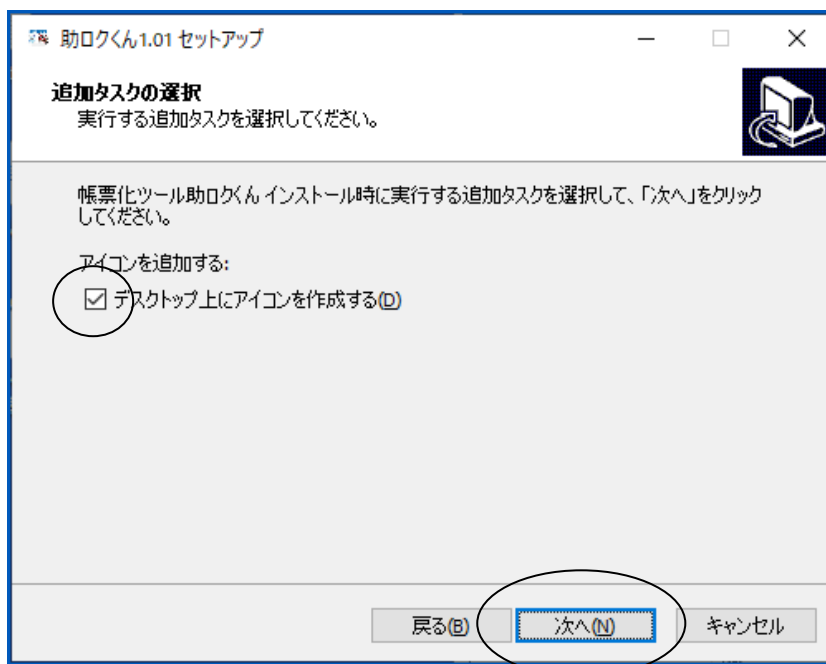 助ロクくん1.01 セットアップ
追加タスクの選択
実行する追加タスクを選択してください。
帳票化ツール助ロくん インストール時に実行する追加タスクを選択して、「次へ」をクリック
してください。
アイコンを追加する:
デスクトップ上にアイコンを作成する(D)
戻る(B)
次へ(N)
キャンセル